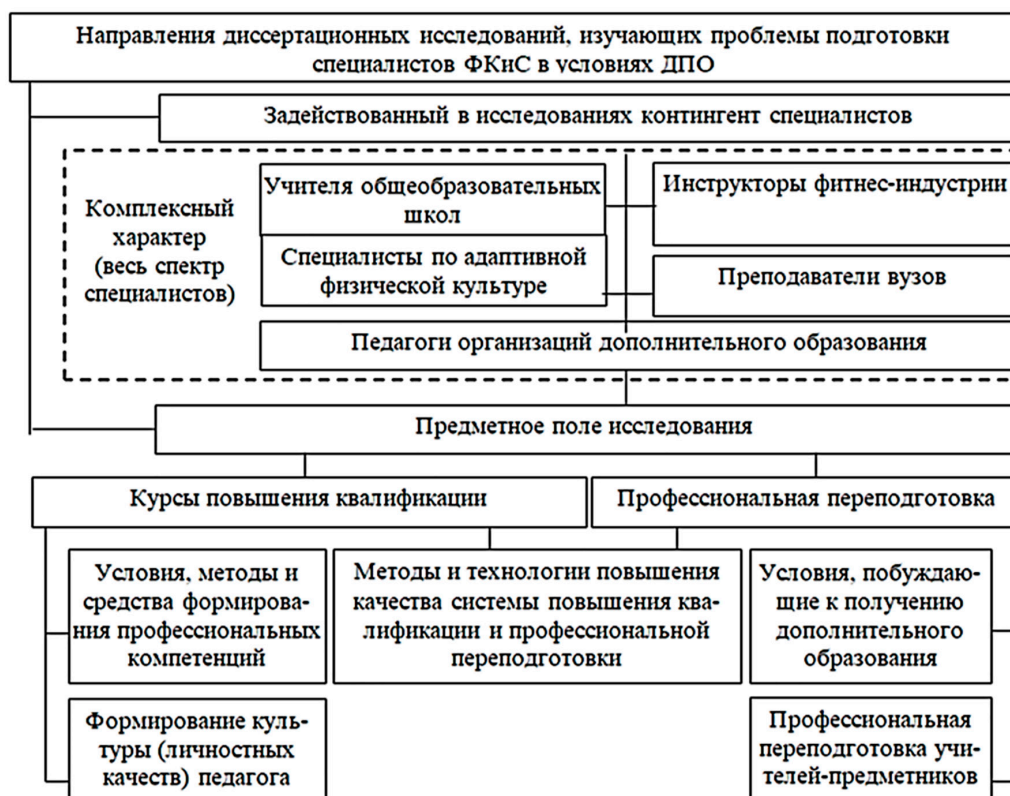 Направления диссертационных исследований, изучающих проблемы подготовки
специалистов ФКиС в условиях ДПО
Задействованный в исследованиях контингент специалистов
Комплексный
характер
(весь спектр
специалистов)
Учителя общеобразовательных
школ
Инструкторы фитнес-индустрии
Специалисты по адаптивной
физической культуре
Преподаватели вузов
Педагоги организаций дополнительного образования
Предметное поле исследования
Курсы повышения квалификации
Профессиональная переподготовка
Условия, методы и
средства формирова-
ния профессиональных
компетенций
Методы и технологии повышения
качества системы повышения ква-
лификации и профессиональной
переподготовки
Условия, побуждаю-
щие к получению
дополнительного
образования
Формирование куль-
туры (личностных
качеств) педагога
Профессиональная
переподготовка учи-
телей-предметников